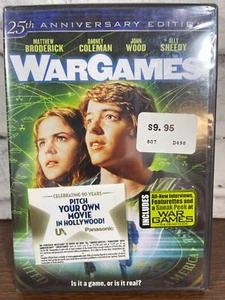 25th ANNIVERSARY EDITION
MATTHEW BRODERICK
DABNEY COLEMAN
JOHN WOOD
ALLY SHEEDY
WARGAMES
$9.95
607 D498
CELEBRATING 90 YEARS
PITCH YOUR OWN MOVIE IN HOLLYWOOD!
UA Panasonic
INCLUDES
All-New Interviews,
Featurettes and
a Sneak Peek at
WAR
GAMES
Is it a game, or is it real?